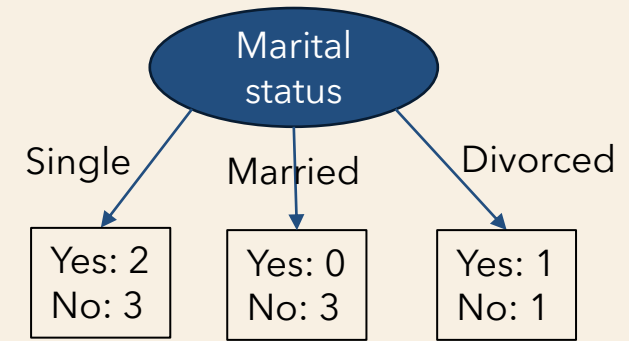 Marital
status
Single
Married
Divorced
Yes: 2
No: 3
Yes: 0
No: 3
Yes: 1
No: 1